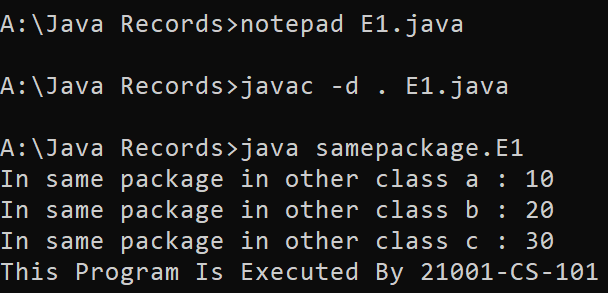 A:\Java Records>notepad E1.java
A:\Java Records>javac -d . E1.java
A:\Java Records>java samepackage.E1
In same package in other class a : 10
In same package in other class b : 20
In same package in other class c : 30
This Program Is Executed By 21001-CS-101